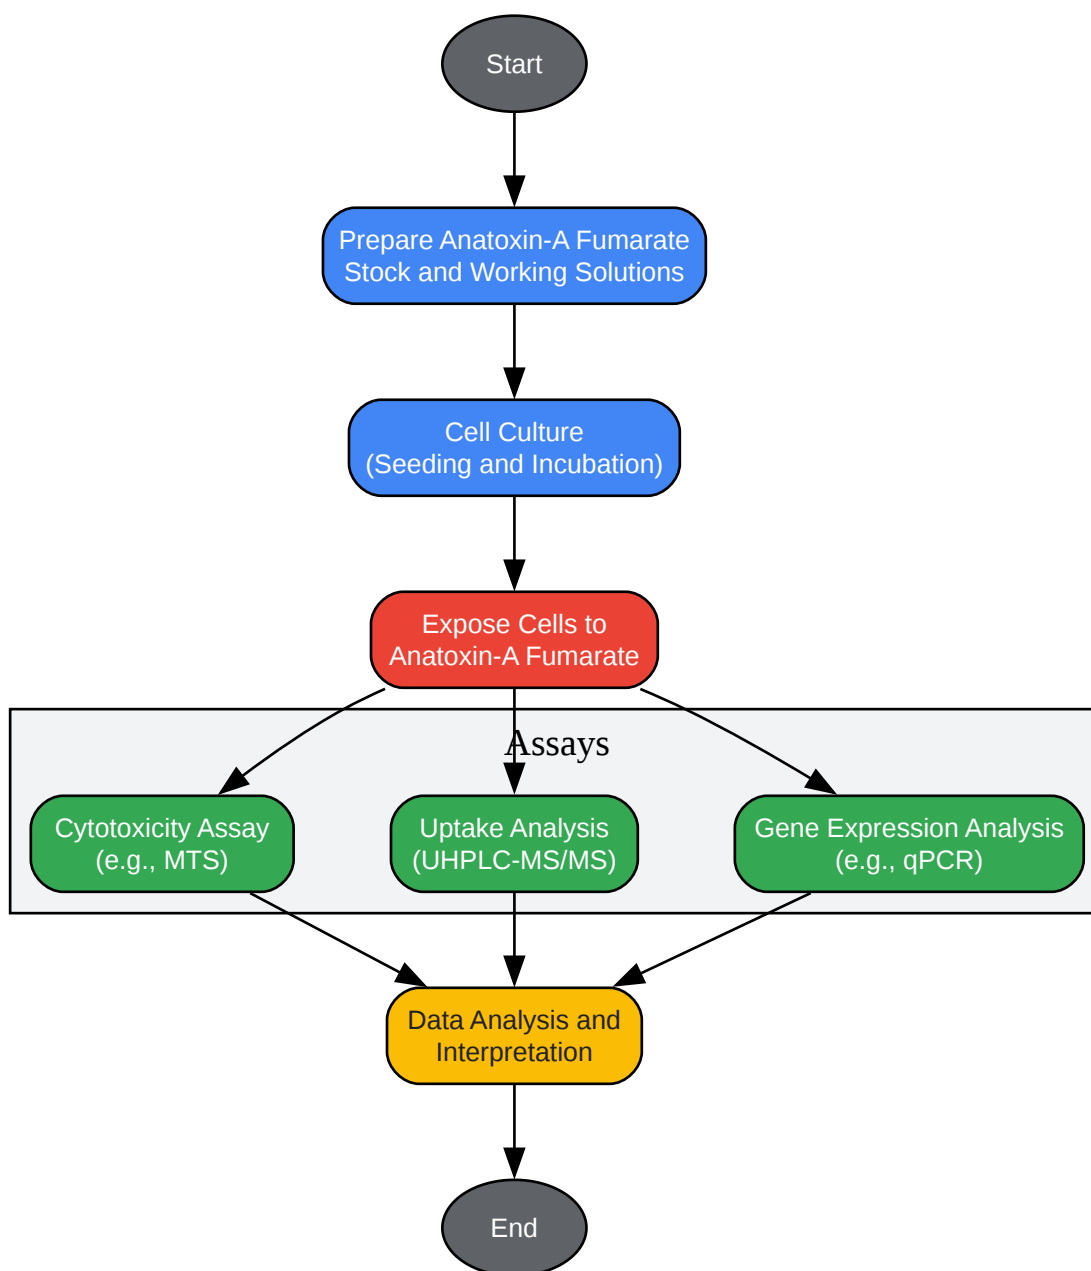 Start
Prepare Anatoxin-A Fumarate
Stock and Working Solutions
Cell Culture
(Seeding and Incubation)
Expose Cells to
Anatoxin-A Fumarate
Assays
Cytotoxicity Assay
(e.g., MTS)
Uptake Analysis
(UHPLC-MS/MS)
Gene Expression Analysis
(e.g., qPCR)
Data Analysis and
Interpretation
End